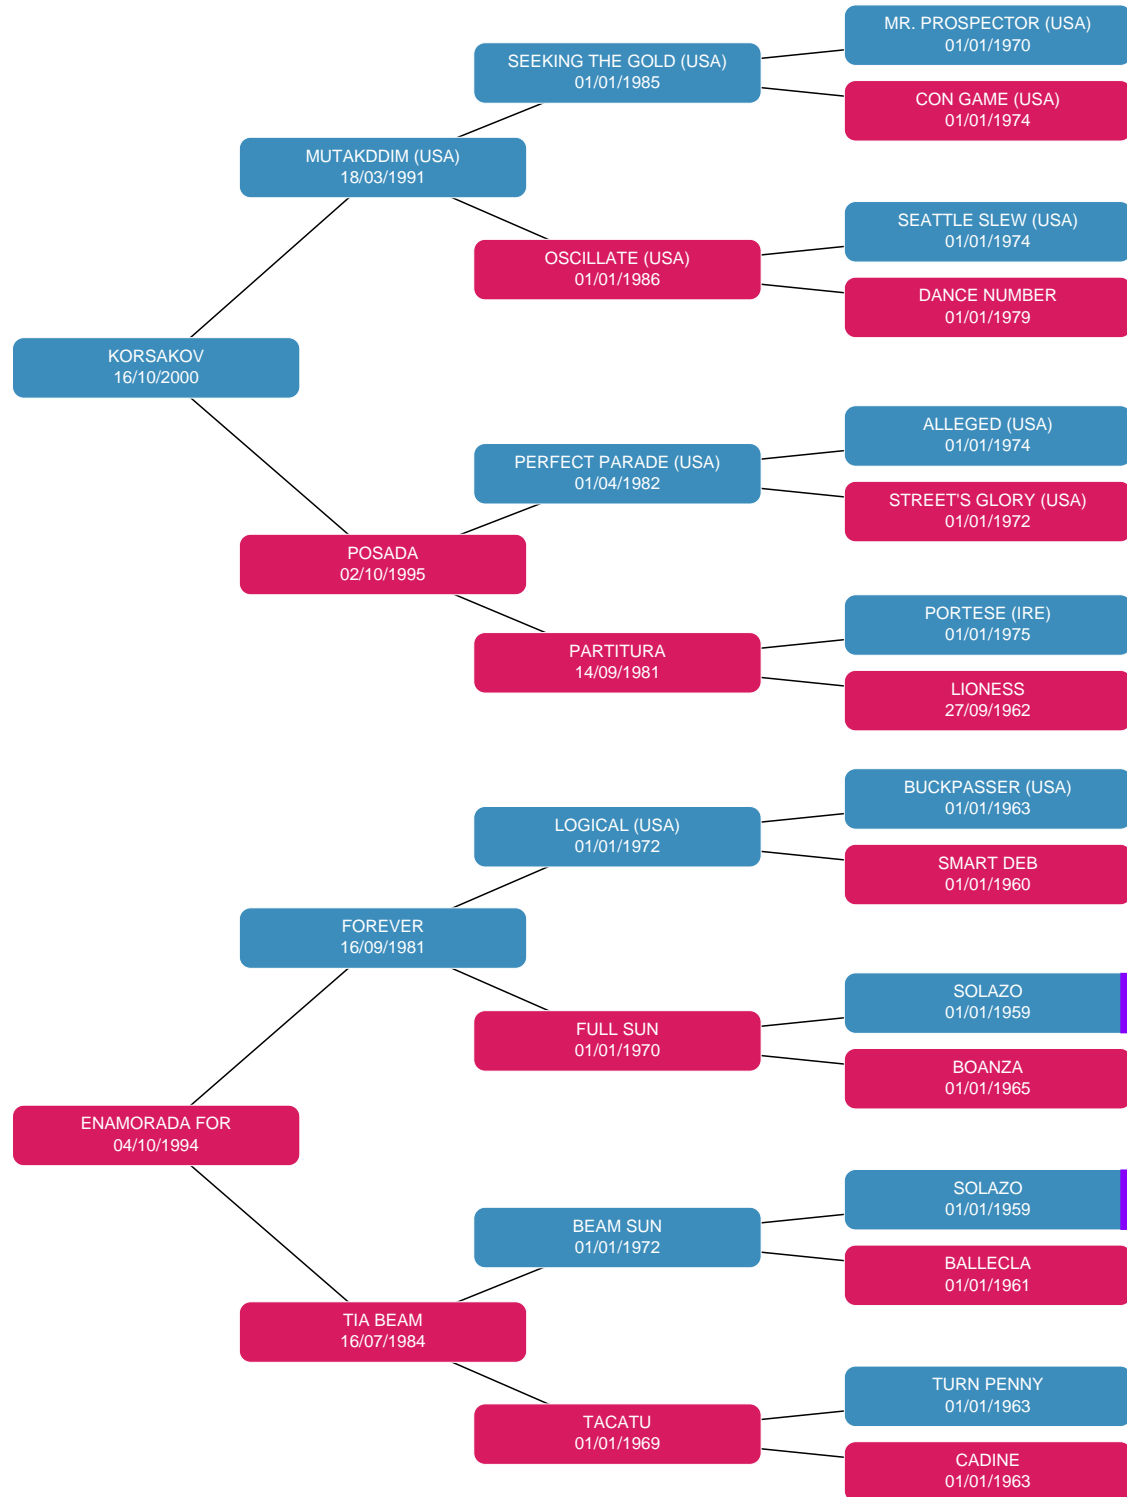 MR. PROSPECTOR (USA)
01/01/1970
SEEKING THE GOLD (USA)
01/01/1985
CON GAME (USA)
01/01/1974
MUTAKDDIM (USA)
18/03/1991
SEATTLE SLEW (USA)
01/01/1974
OSCILLATE (USA)
01/01/1986
DANCE NUMBER
01/01/1979
KORSAKOV
16/10/2000
ALLEGED (USA)
01/01/1974
PERFECT PARADE (USA)
01/04/1982
STREET'S GLORY (USA)
01/01/1972
POSADA
02/10/1995
PORTESE (IRE)
01/01/1975
PARTITURA
14/09/1981
LIONESS
27/09/1962
BUCKPASSER (USA)
01/01/1963
LOGICAL (USA)
01/01/1972
SMART DEB
01/01/1960
FOREVER
16/09/1981
SOLAZO
01/01/1959
FULL SUN
01/01/1970
BOANZA
01/01/1965
ENAMORADA FOR
04/10/1994
SOLAZO
01/01/1959
BEAM SUN
01/01/1972
BALLECLA
01/01/1961
TIA BEAM
16/07/1984
TURN PENNY
01/01/1963
TACATU
01/01/1969
CADINE
01/01/1963